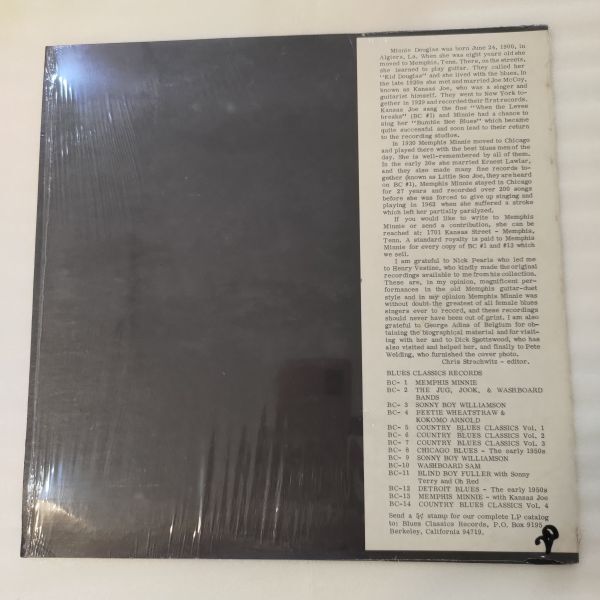 Minnie Douglas was born June 24, 1900, in
Algiers, La. When she was eight years old she
moved to Memphis, Tenn. There, on the streets,
she learned to play guitar. They called her
"Kid Douglas" and she lived with the blues. In
the late 1920s she met and married Joe McCoy,
known as Kansas Joe, who was a singer and
guitarist himself. They went to New York to-
gether in 1929 and recorded their first records.
Kansas Joe sang the fine "When the Levee
breaks" (BC #1) and Minnie had a chance to
sing her "Bumble Bee Blues" which became
quite successful and soon lead to their return
to the recording studios.
In 1930 Memphis Minnie moved to Chicago
and played there with the best blues men of the
day. She is well-remembered by all of them.
In the early 30s she married Ernest Lawlar,
and they also made many fine records to-
gether (known as Little Son Joe, they are heard
on BC #1). Memphis Minnie stayed in Chicago
for 27 years and recorded over 200 songs
before she was forced to give up singing and
playing in 1962 when she suffered a stroke
which left her partially paralyzed.
If you would like to write to Memphis
Minnie or send a contribution, she can be
reached at: 1701 Kansas Street - Memphis,
Tenn. A standard royalty is paid to Memphis
Minnie for every copy of BC #1 and #13 which
we sell.
I am grateful to Nick Pearls who led me
to Henry Vestine, who kindly made the original
recordings available to me from his collection.
These are, in my opinion, magnificent per-
formances in the old Memphis guitar-duet
style and in my opinion Memphis Minnie was
without doubt the greatest of all female blues
singers ever to record, and these recordings
should never have been out of print. I am also
grateful to George Adins of Belgium for ob-
taining the biographical material and for visit-
ing with her and to Dick Spottswood, who has
also visited and helped her, and finally to Pete
Welding, who furnished the cover photo.
Chris Strachwitz - editor.
BLUES CLASSICS RECORDS
BC- 1 MEMPHIS MINNIE
BC- 2 THE JUG, JOOK, & WASHBOARD
BANDS
BC- 3 SONNY BOY WILLIAMSON
BC- 4 PEETIE WHEATSTRAW &
KOKOMO ARNOLD
BC- 5 COUNTRY BLUES CLASSICS Vol. 1
BC- 6 COUNTRY BLUES CLASSICS Vol. 2
BC- 7 COUNTRY BLUES CLASSICS Vol. 3
BC- 8 CHICAGO BLUES - The early 1950s
BC- 9 SONNY BOY WILLIAMSON
BC-10 WASHBOARD SAM
BC-11 BLIND BOY FULLER with Sonny
Terry and Oh Red
BC-12 DETROIT BLUES - The early 1950s
BC-13 MEMPHIS MINNIE - with Kansas Joe
BC-14 COUNTRY BLUES CLASSICS Vol. 4
Send a 5¢ stamp for our complete LP catalog
to: Blues Classics Records, P.O. Box 9195
Berkeley, California 94719.